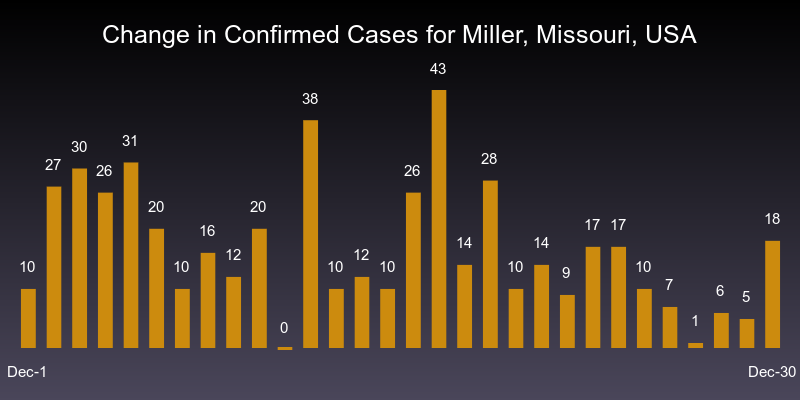 Change in Confirmed Cases for Miller, Missouri, USA
10 27 30 26 31 20 10 16 12 20 0 38 10 12 10 26 43 14 28 10 14 9 17 17 10 7 1 6 5 18
Dec-1 Dec-30